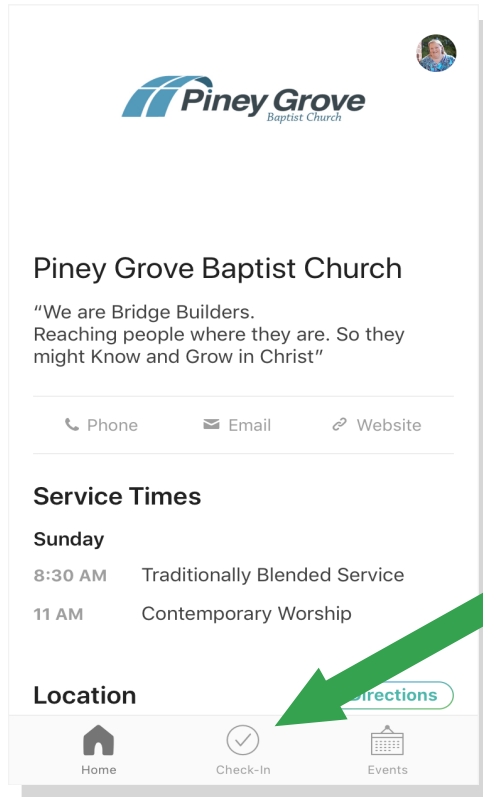 Piney Grove
Baptist Church
Piney Grove Baptist Church
“We are Bridge Builders.
Reaching people where they are. So they
might Know and Grow in Christ”
Phone Email Website
Service Times
Sunday
8:30 AM Traditionally Blended Service
11 AM Contemporary Worship
Location Directions
Home Check-In Events